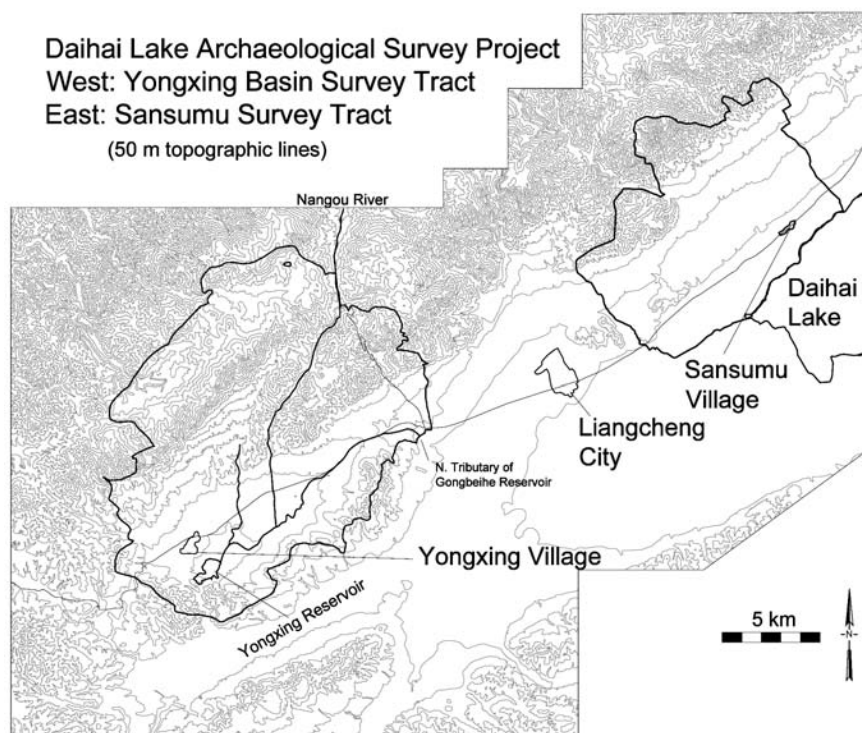 Daihai Lake Archaeological Survey Project
West: Yongxing Basin Survey Tract
East: Sansumu Survey Tract
(50 m topographic lines)
Nangou River
Daihai
Lake
Sansumu
Village
Liangcheng
City
N. Tributary of
Gongbeihe Reservoir
Yongxing Village
Yongxing Reservoir
5 km
N